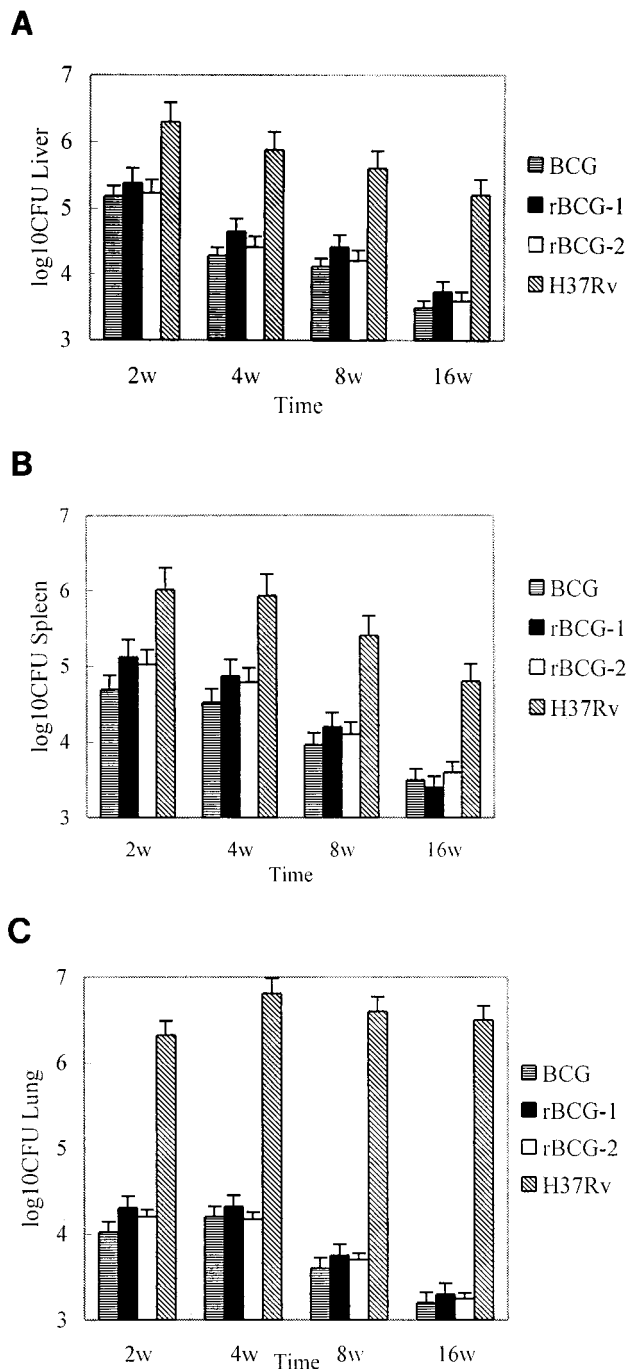 A
log10CFU Liver
7
6
5
4
3
2w 4w 8w 16w
Time
BCG
rBCG-1
rBCG-2
H37Rv
B
log10CFU Spleen
7
6
5
4
3
2w 4w 8w 16w
Time
BCG
rBCG-1
rBCG-2
H37Rv
C
log10CFU Lung
7
6
5
4
3
2w 4w 8w 16w
Time
BCG
rBCG-1
rBCG-2
H37Rv